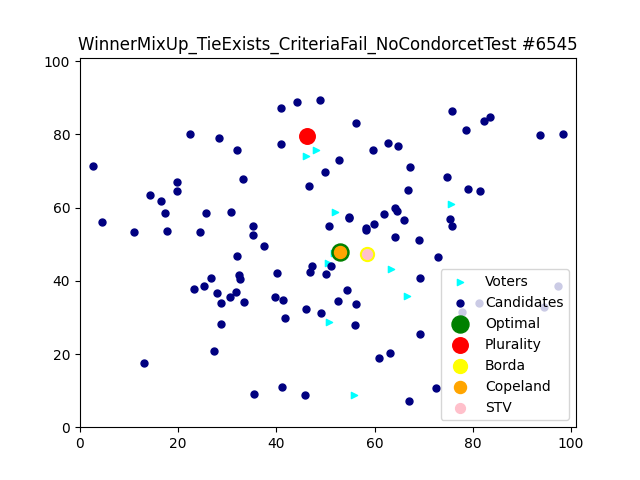 WinnerMixUp_TieExists_CriteriaFail_NoCondorcetTest #6545
100
80
60
40
20
0
0 20 40 60 80 100
Voters
Candidates
Optimal
Plurality
Borda
Copeland
STV